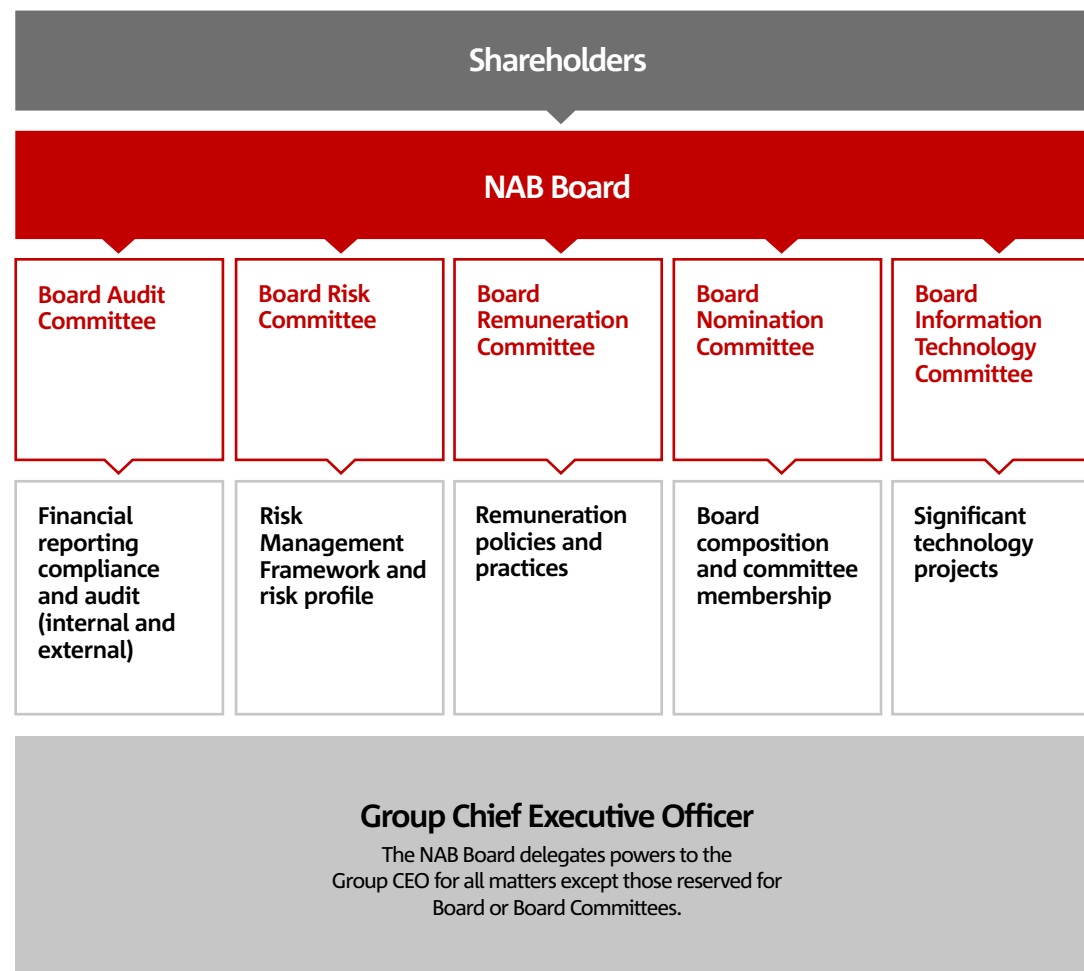 Shareholders
NAB Board
Board Audit
Committee
Board Risk
Committee
Board
Remuneration
Committee
Board
Nomination
Committee
Board
Information
Technology
Committee
Financial
reporting
compliance
and audit
(internal and
external)
Risk
Management
Framework and
risk profile
Remuneration
policies and
practices
Board
composition
and committee
membership
Significant
technology
projects
Group Chief Executive Officer
The NAB Board delegates powers to the
Group CEO for all matters except those reserved for
Board or Board Committees.